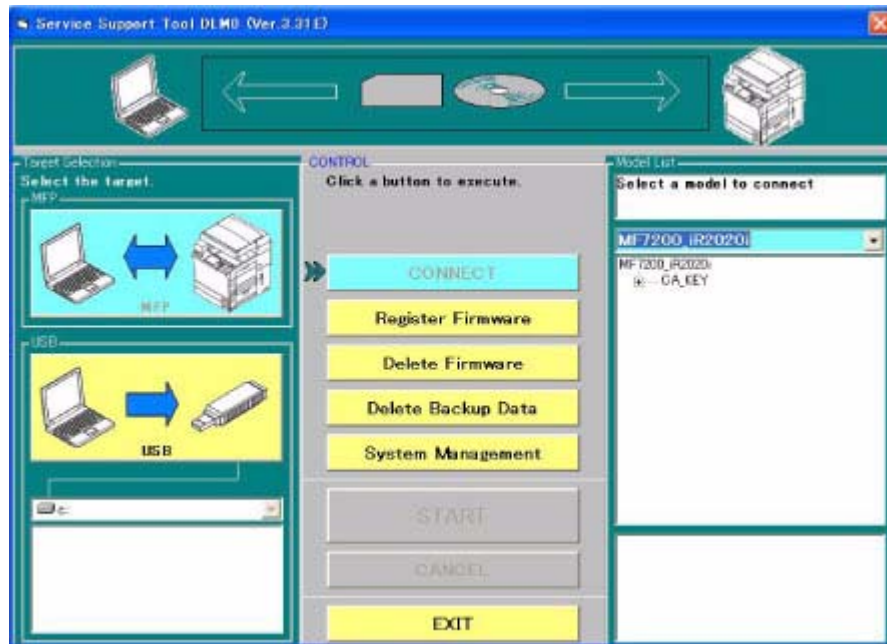 Service Support Tool DLM0 (Ver.3.31E)
Target Selection
Select the target.
MFP
MFP
USB
USB
c:
CONTROL
Click a button to execute.
CONNECT
Register Firmware
Delete Firmware
Delete Backup Data
System Management
START
CANCEL
EXIT
Model List
Select a model to connect
MF7200_iR2020i
MF7200_iR2020i
CA_KEY